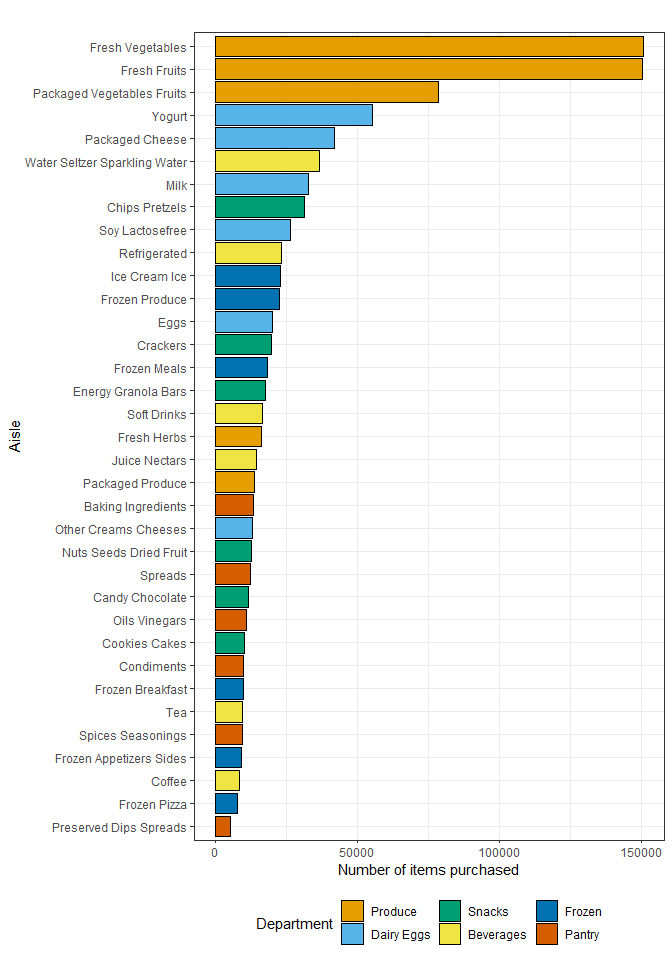 Fresh Vegetables
Fresh Fruits
Packaged Vegetables Fruits
Yogurt
Packaged Cheese
Water Seltzer Sparkling Water
Milk
Chips Pretzels
Soy Lactosefree
Refrigerated
Ice Cream Ice
Frozen Produce
Eggs
Crackers
Frozen Meals
Energy Granola Bars
Soft Drinks
Fresh Herbs
Juice Nectars
Packaged Produce
Baking Ingredients
Other Creams Cheeses
Nuts Seeds Dried Fruit
Spreads
Candy Chocolate
Oils Vinegars
Cookies Cakes
Condiments
Frozen Breakfast
Tea
Spices Seasonings
Frozen Appetizers Sides
Coffee
Frozen Pizza
Preserved Dips Spreads
Aisle
0 50000 100000 150000
Number of items purchased
Department
Produce Snacks Frozen
Dairy Eggs Beverages Pantry